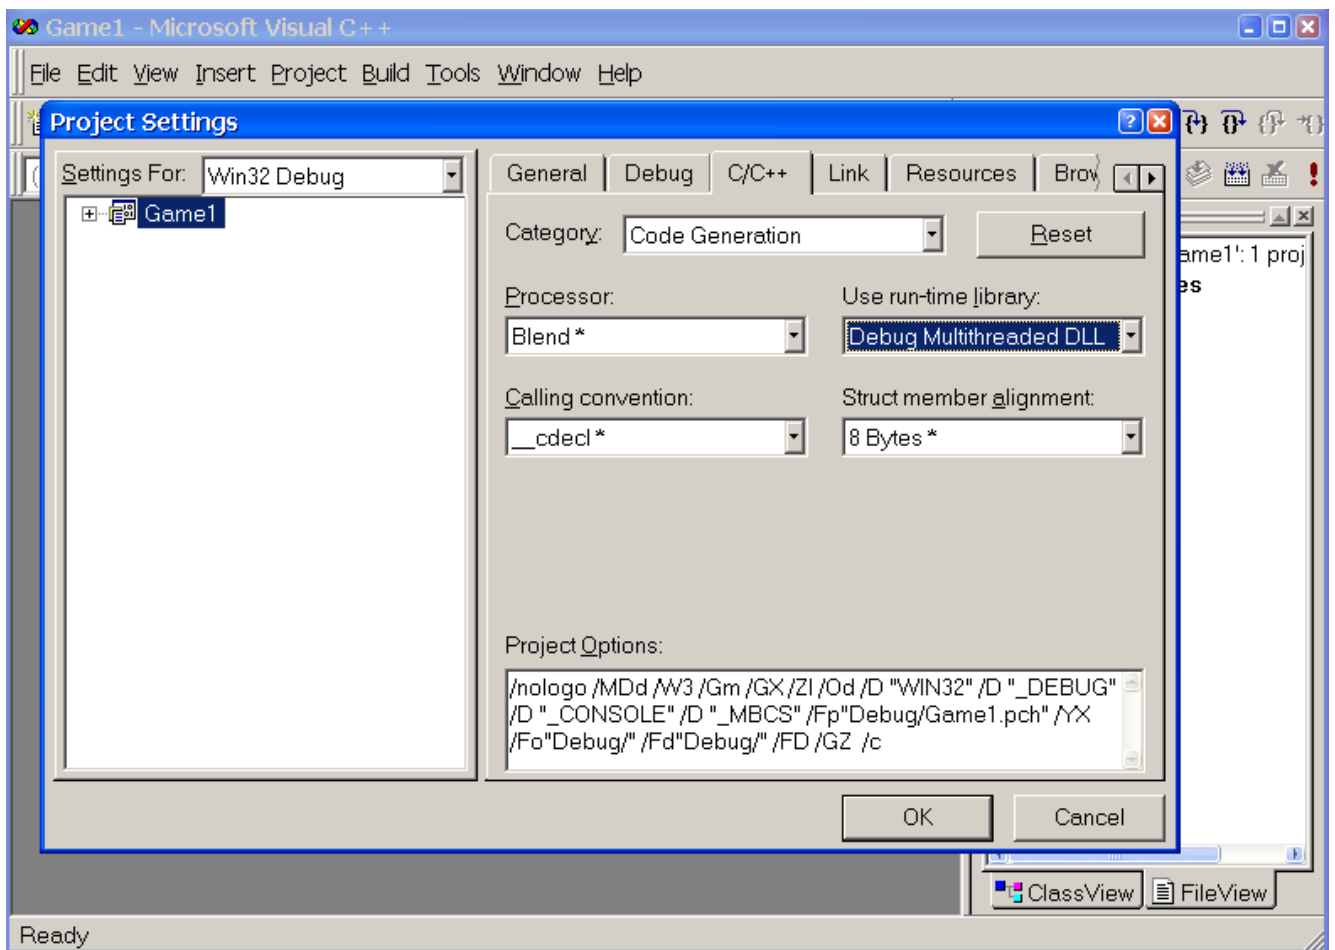 Game1 - Microsoft Visual C++
File Edit View Insert Project Build Tools Window Help
Project Settings
Settings For: Win32 Debug
Game1
General Debug C/C++ Link Resources
Category: Code Generation Reset
Processor: Use run-time library:
Blend * Debug Multithreaded DLL
Calling convention: Struct member alignment:
__cdecl * 8 Bytes *
Project Options:
/nologo /MDd /W3 /Gm /GX /ZI /Od /D "WIN32" /D "_DEBUG"
/D "_CONSOLE" /D "_MBCS" /Fp"Debug/Game1.pch" /YX
/Fo"Debug/" /Fd"Debug/" /FD /GZ /c
OK Cancel
ame1': 1 proj
es
ClassView FileView
Ready